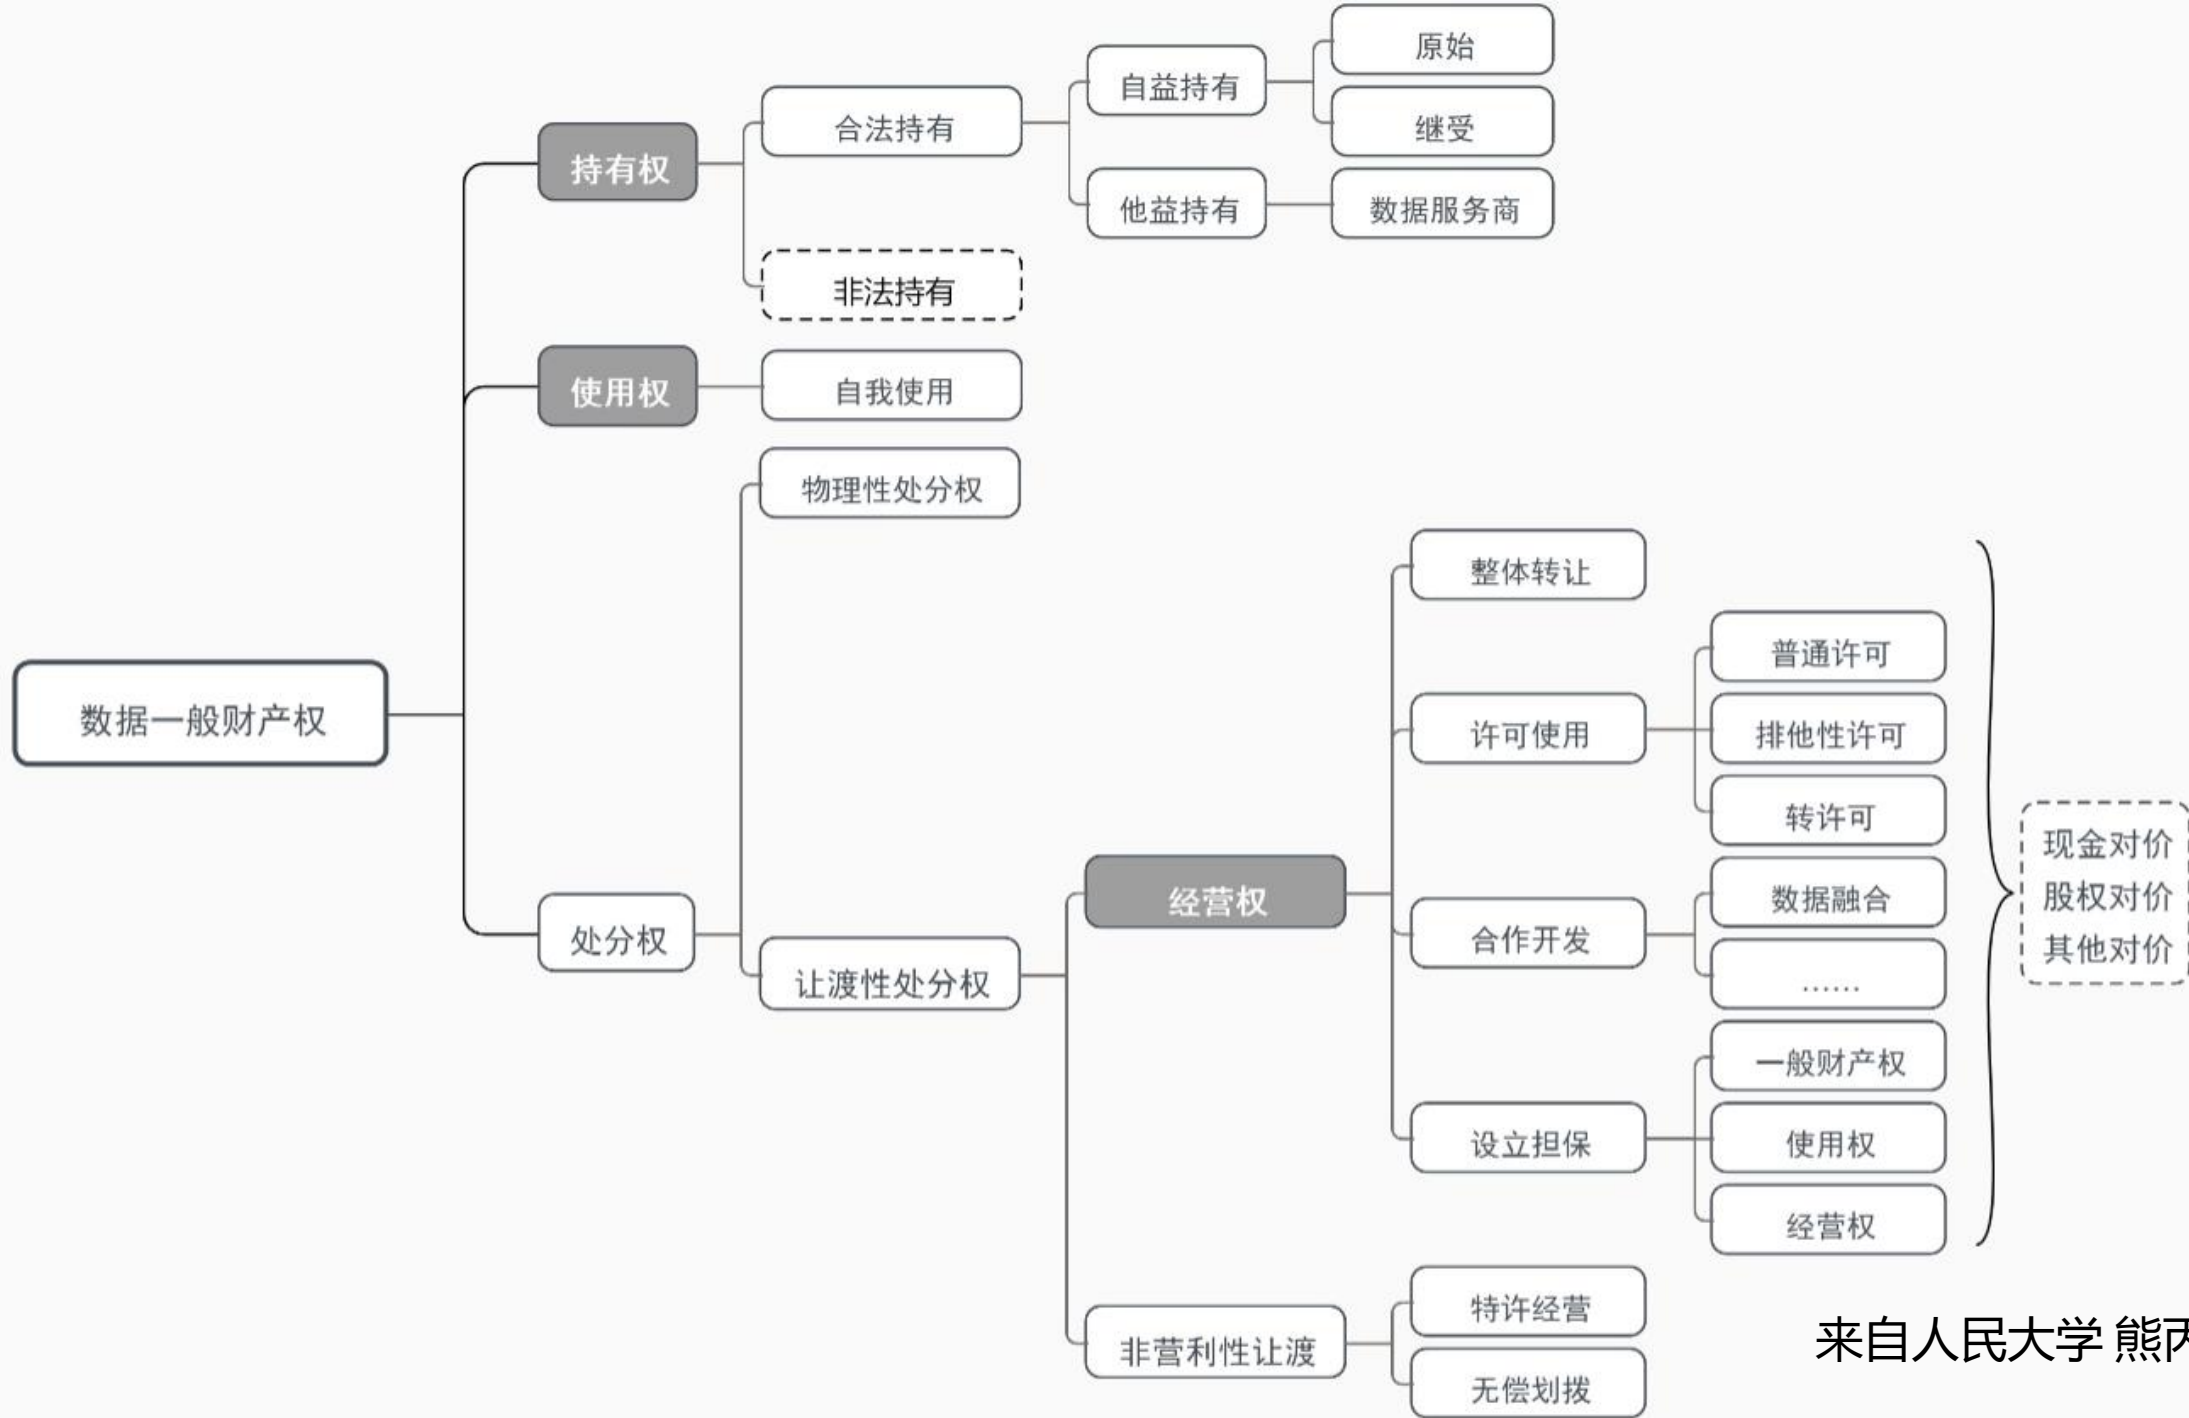 数据一般财产权
持有权
合法持有
自益持有
原始
继受
他益持有
数据服务商
非法持有
使用权
自我使用
处分权
物理性处分权
让渡性处分权
经营权
整体转让
许可使用
普通许可
排他性许可
转许可
合作开发
数据融合
……
设立担保
一般财产权
使用权
经营权
非营利性让渡
特许经营
无偿划拨
现金对价
股权对价
其他对价
来自人民大学 熊丙